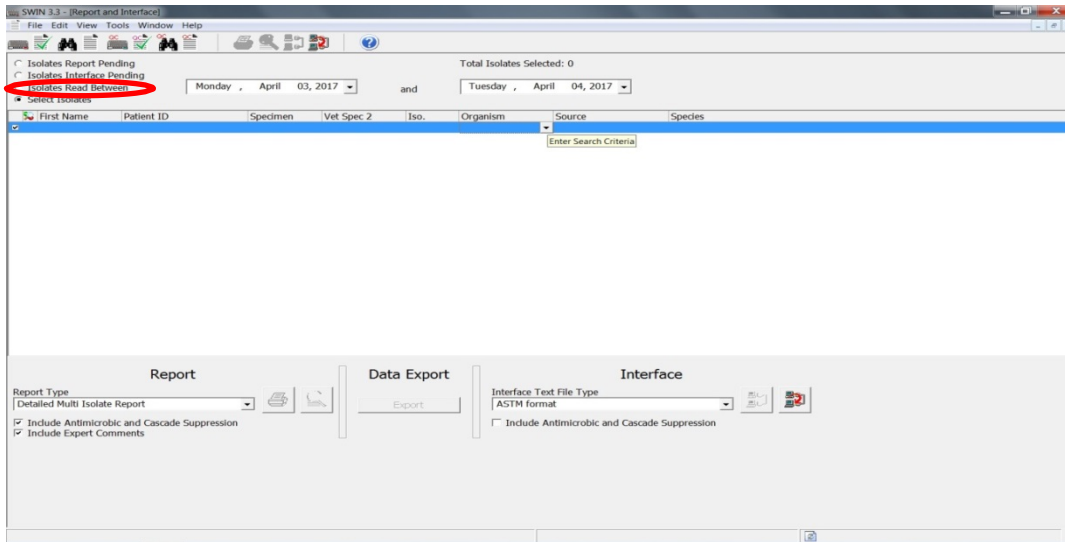 SWIN 3.3 - [Report and Interface]
File Edit View Tools Window Help
QC QC QC QC
Isolates Report Pending
Total Isolates Selected: 0
Isolates Interface Pending
Isolates Read Between
Monday , April 03, 2017 and Tuesday , April 04, 2017
Select Isolates
First Name Patient ID Specimen Vet Spec 2 Iso. Organism Source Species
Enter Search Criteria
Report Data Export Interface
Report Type
Interface Text File Type
Detailed Multi Isolate Report
Export
ASTM format
Include Antimicrobic and Cascade Suppression
Include Antimicrobic and Cascade Suppression
Include Expert Comments